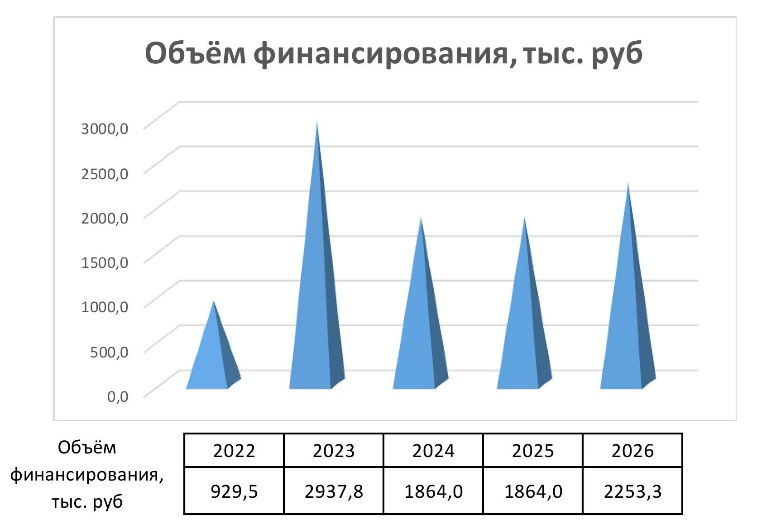 Объём финансирования, тыс. руб
3000,0
2500,0
2000,0
1500,0
1000,0
500,0
0,0
Объём
финансирования,
тыс. руб
2022 2023 2024 2025 2026
929,5 2937,8 1864,0 1864,0 2253,3